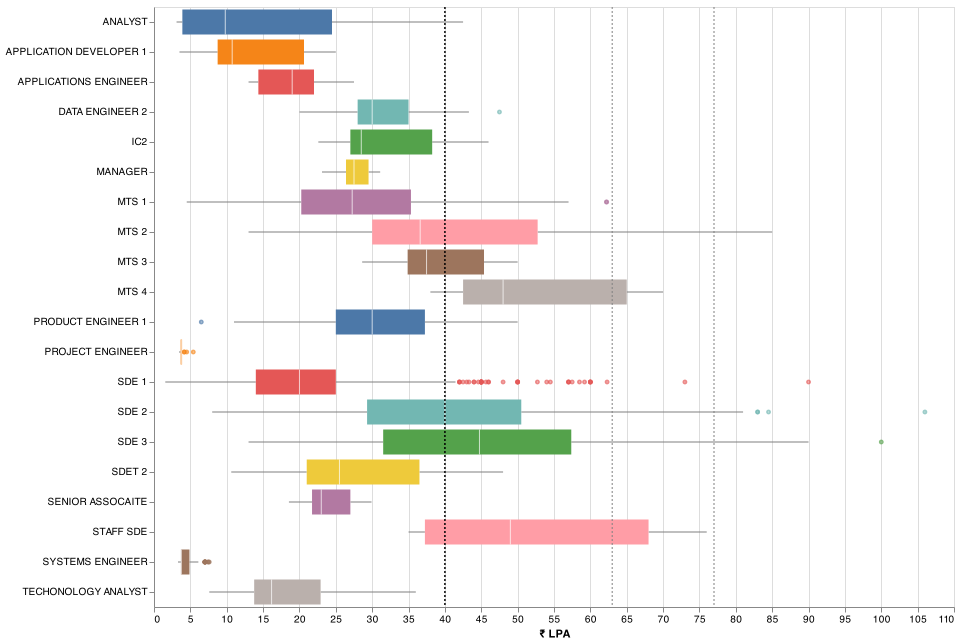 ANALYST
APPLICATION DEVELOPER 1
APPLICATIONS ENGINEER
DATA ENGINEER 2
IC2
MANAGER
MTS 1
MTS 2
MTS 3
MTS 4
PRODUCT ENGINEER 1
PROJECT ENGINEER
SDE 1
SDE 2
SDE 3
SDET 2
SENIOR ASSOCAITE
STAFF SDE
SYSTEMS ENGINEER
TECHONOLOGY ANALYST
0 5 10 15 20 25 30 35 40 45 50 55 60 65 70 75 80 85 90 95 100 105 110
₹ LPA